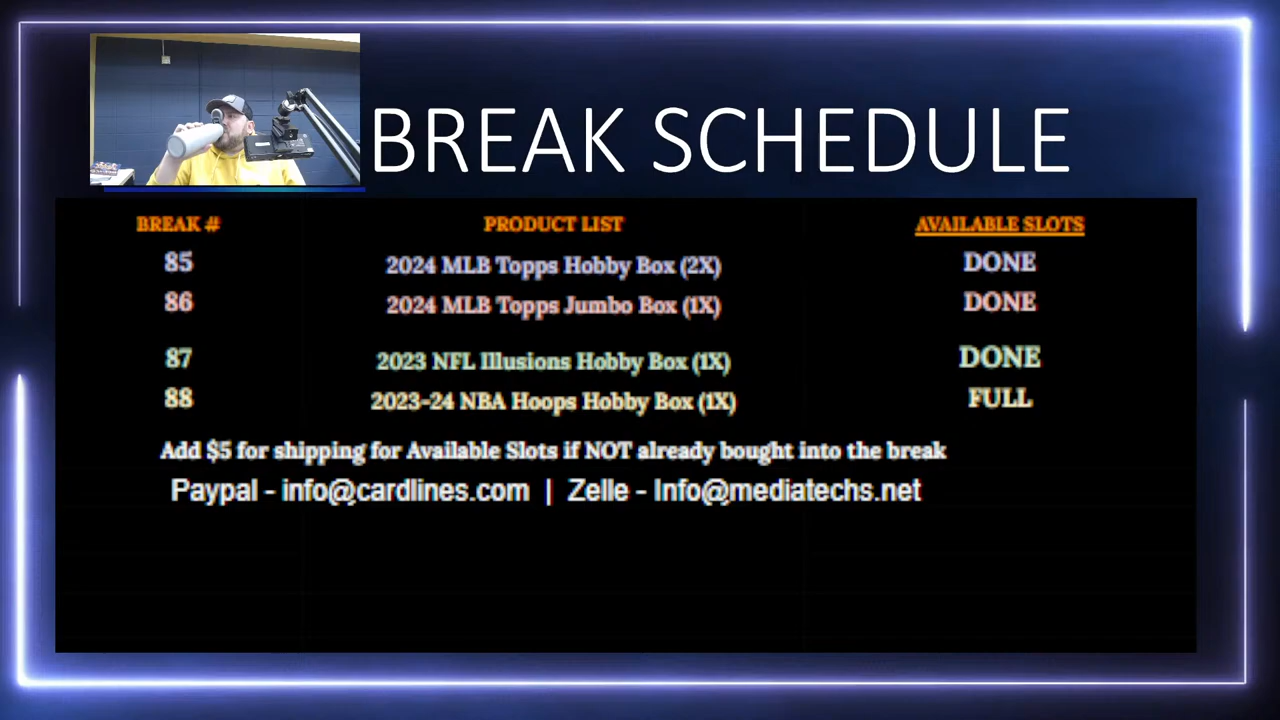 BREAK SCHEDULE
BREAK # PRODUCT LIST AVAILABLE SLOTS
85 2024 MLB Topps Hobby Box (2X) DONE
86 2024 MLB Topps Jumbo Box (1X) DONE
87 2023 NFL Illusions Hobby Box (1X) DONE
88 2023-24 NBA Hoops Hobby Box (1X) FULL
Add $5 for shipping for Available Slots if NOT already bought into the break
Paypal - info@cardlines.com | Zelle - Info@mediatechs.net